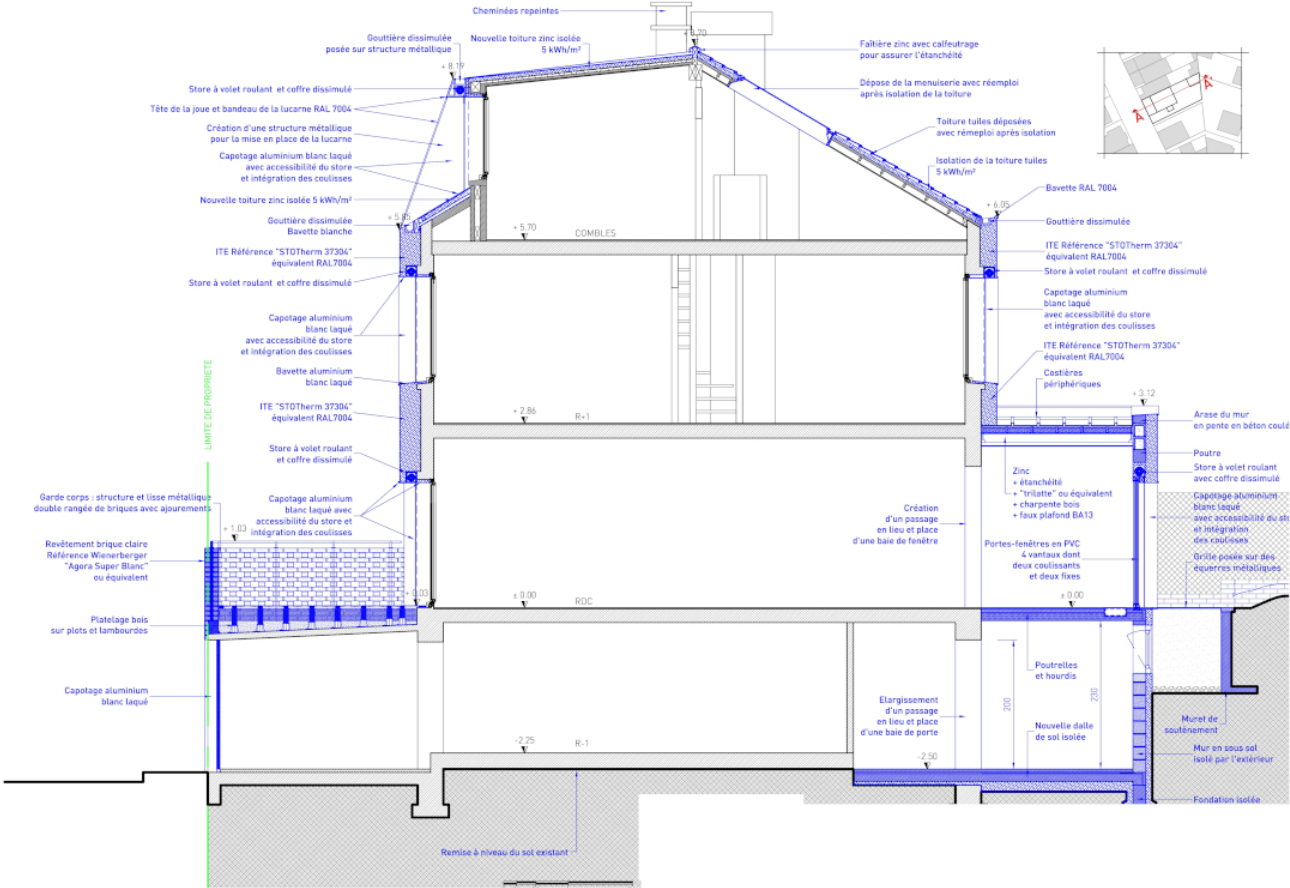 Cheminées repeintes
Gouttière dissimulée
posée sur structure métallique
Nouvelle toiture zinc isolée
5 kWh/m²
+ 8.19
Store à volet roulant et coffre dissimulé
Tête de la joue et bandeau de la lucarne RAL 7004
Création d'une structure métallique
pour la mise en place de la lucarne
Capotage aluminium blanc laqué
avec accessibilité du store
et intégration des coulisses
Nouvelle toiture zinc isolée 5 kWh/m²
Gouttière dissimulée
Bavette blanche
+ 5.85
ITE Référence "STOTherm 37304"
équivalent RAL7004
Store à volet roulant et coffre dissimulé
Capotage aluminium
blanc laqué
avec accessibilité du store
et intégration des coulisses
Bavette aluminium
blanc laqué
ITE "STOTherm 37304"
équivalent RAL7004
Store à volet roulant
et coffre dissimulé
Capotage aluminium
blanc laqué avec
accessibilité du store et
intégration des coulisses
LIMITE DE PROPRIETE
Garde corps : structure et lisse métallique
double rangée de briques avec ajourements
+ 1.03
Revêtement brique claire
Référence Wienerberger
"Agora Super Blanc"
ou équivalent
Platelage bois
sur plots et lambourdes
Capotage aluminium
blanc laqué
+ 5.70
COMBLES
+ 2.86
R+1
± 0.00
RDC
-2.25
R-1
-2.50
Remise à niveau du sol existant
Faîtière zinc avec calfeutrage
pour assurer l'étanchéité
Dépose de la menuiserie avec réemploi
après isolation de la toiture
Toiture tuiles déposées
avec rémeploi après isolation
Isolation de la toiture tuiles
5 kWh/m²
Bavette RAL 7004
+ 6.05
Gouttière dissimulée
ITE Référence "STOTherm 37304"
équivalent RAL7004
Store à volet roulant et coffre dissimulé
Capotage aluminium
blanc laqué
avec accessibilité du store
et intégration des coulisses
ITE Référence "STOTherm 37304"
équivalent RAL7004
Costières
périphériques
+ 3.12
Arase du mur
en pente en béton coulé
Poutre
Store à volet roulant
avec coffre dissimulé
Capotage aluminium
blanc laqué
avec accessibilité du sto
et intégration
des coulisses
Grille posée sur des
équerres métalliques
Zinc
+ étanchéité
+ "trilatte" ou équivalent
+ charpente bois
+ faux plafond BA13
Création
d'un passage
en lieu et place
d'une baie de fenêtre
Portes-fenêtres en PVC
4 vantaux dont
deux coulissants
et deux fixes
± 0.00
Poutrelles
et hourdis
200
230
Elargissement
d'un passage
en lieu et place
d'une baie de porte
Nouvelle dalle
de sol isolée
Muret de
soutènement
Mur en sous sol
isolé par l'extérieur
Fondation isolée
A
A